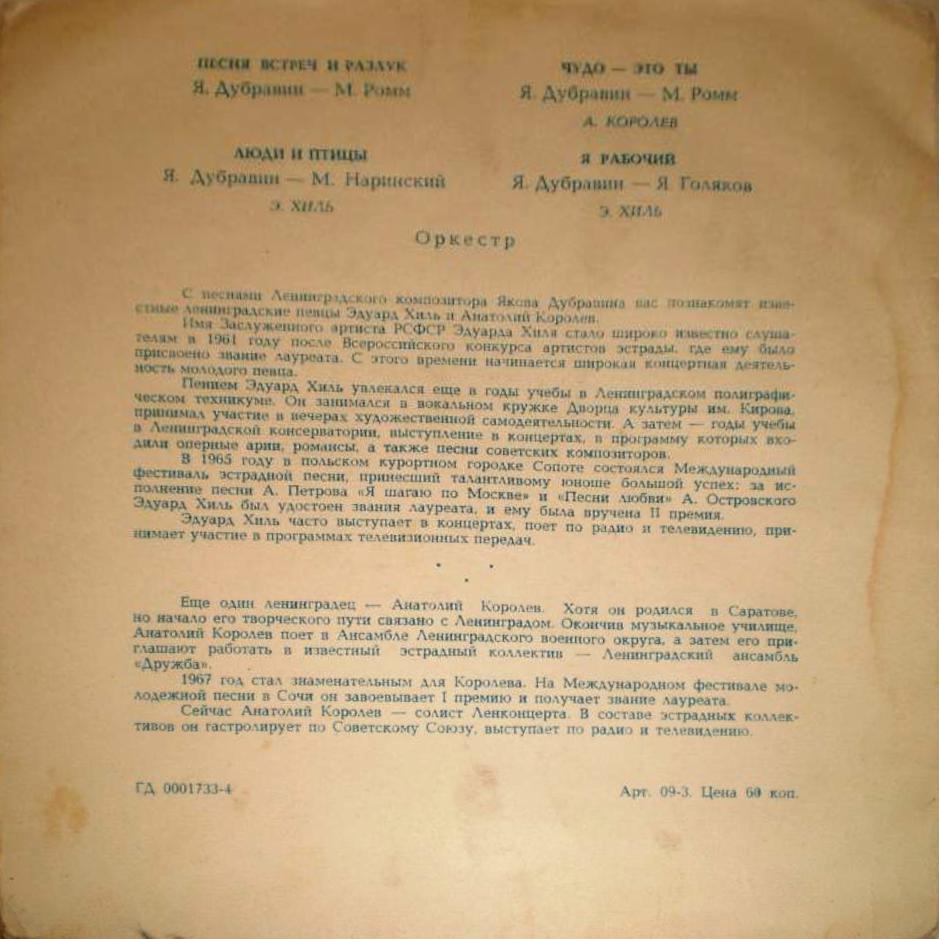 ПЕСНЯ ВСТРЕЧ И РАЗЛУК
Я. Дубравин — М. Ромм
ЧУДО — ЭТО ТЫ
Я. Дубравин — М. Ромм
А. КОРОЛЕВ
ЛЮДИ И ПТИЦЫ
Я. Дубравин — М. Наринский
Э. ХИЛЬ
Я РАБОЧИЙ
Я. Дубравин — Я. Голяков
Э. ХИЛЬ
Оркестр
С песнями Ленинградского композитора Якова Дубравина вас познакомят изве-
стные ленинградские певцы Эдуард Хиль и Анатолий Королев.
Имя Заслуженного артиста РСФСР Эдуарда Хиля стало широко известно слуша-
телям в 1961 году после Всероссийского конкурса артистов эстрады, где ему было
присвоено звание лауреата. С этого времени начинается широкая концертная деятель-
ность молодого певца.
Пением Эдуард Хиль увлекался еще в годы учебы в Ленинградском полиграфи-
ческом техникуме. Он занимался в вокальном кружке Дворца культуры им. Кирова,
принимал участие в вечерах художественной самодеятельности. А затем — годы учебы
в Ленинградской консерватории, выступление в концертах, в программу которых вхо-
дили оперные арии, романсы, а также песни советских композиторов.
В 1965 году в польском курортном городке Сопоте состоялся Международный
фестиваль эстрадной песни, принесший талантливому юноше большой успех: за ис-
полнение песни А. Петрова «Я шагаю по Москве» и «Песни любви» А. Островского
Эдуард Хиль был удостоен звания лауреата, и ему была вручена II премия.
Эдуард Хиль часто выступает в концертах, поет по радио и телевидению, при-
нимает участие в программах телевизионных передач.
Еще один ленинградец — Анатолий Королев. Хотя он родился в Саратове,
но начало его творческого пути связано с Ленинградом. Окончив музыкальное училище,
Анатолий Королев поет в Ансамбле Ленинградского военного округа, а затем его при-
глашают работать в известный эстрадный коллектив — Ленинградский ансамбль
«Дружба».
1967 год стал знаменательным для Королева. На Международном фестивале мо-
лодежной песни в Сочи он завоевывает I премию и получает звание лауреата.
Сейчас Анатолий Королев — солист Ленконцерта. В составе эстрадных коллек-
тивов он гастролирует по Советскому Союзу, выступает по радио и телевидению.
ГД 0001733-4
Арт. 09-3. Цена 60 коп.